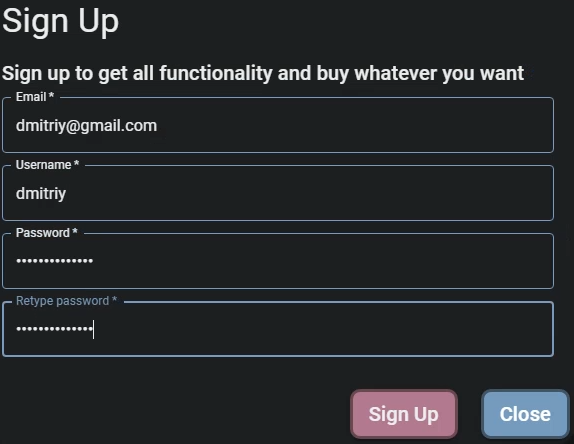 Sign Up
Sign up to get all functionality and buy whatever you want
Email *
dmitriy@gmail.com
Username *
dmitriy
Password *
••••••••••••••
Retype password *
••••••••••••••
Sign Up Close